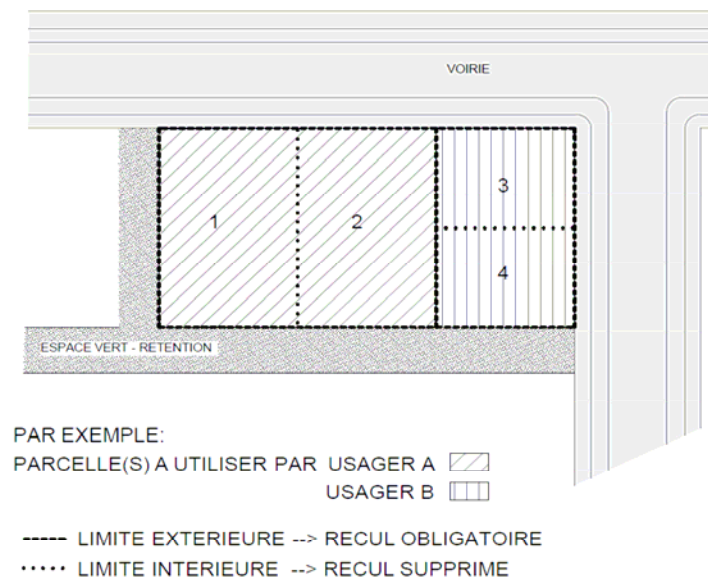 VOIRIE
3
1
2
4
ESPACE VERT - RETENTION
PAR EXEMPLE:
PARCELLE(S) A UTILISER PAR USAGER A
USAGER B
LIMITE EXTERIEURE --> RECUL OBLIGATOIRE
LIMITE INTERIEURE --> RECUL SUPPRIME